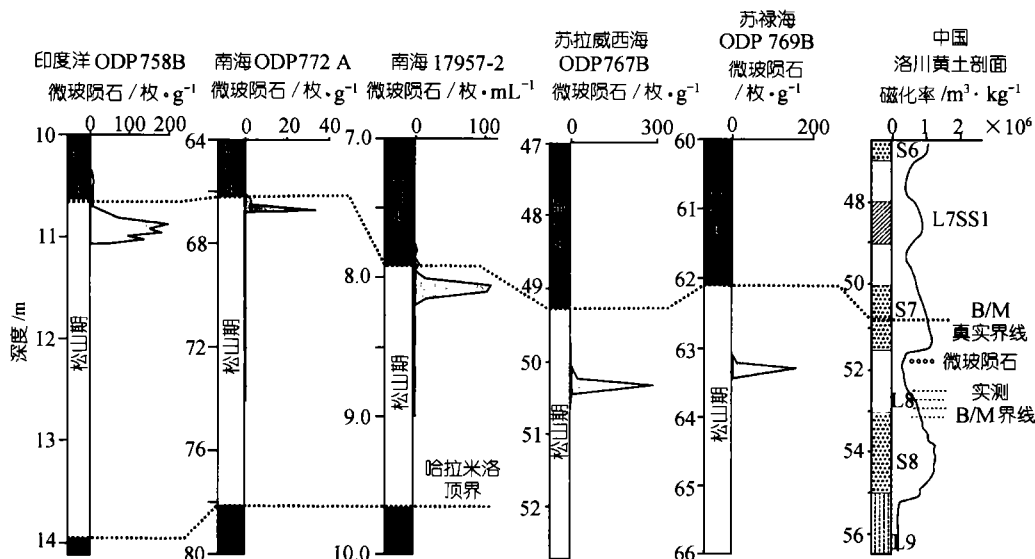 印度洋 ODP 758B
微玻陨石 / 枚·g⁻¹
0 100 200
10
11
12
13
14
深度/m
松山期
南海 ODP772 A
微玻陨石 / 枚·g⁻¹
0 20 40
64
68
72
76
80
松山期
南海 17957-2
微玻陨石 / 枚·mL⁻¹
0 100
7.0
8.0
9.0
10.0
松山期
哈拉米洛
顶界
苏拉威西海
ODP767B
微玻陨石 / 枚·g⁻¹
0 300
47
48
49
50
51
52
松山期
苏禄海
ODP 769B
微玻陨石
/枚·g⁻¹
0 200
60
61
62
63
64
65
66
松山期
中国
洛川黄土剖面
磁化率/m³·kg⁻¹
0 1 2 ×10⁶
48
50
52
54
56
S6
L7SS1
S7
L8
S8
L9
B/M
真实界线
微玻陨石
实测
B/M 界线